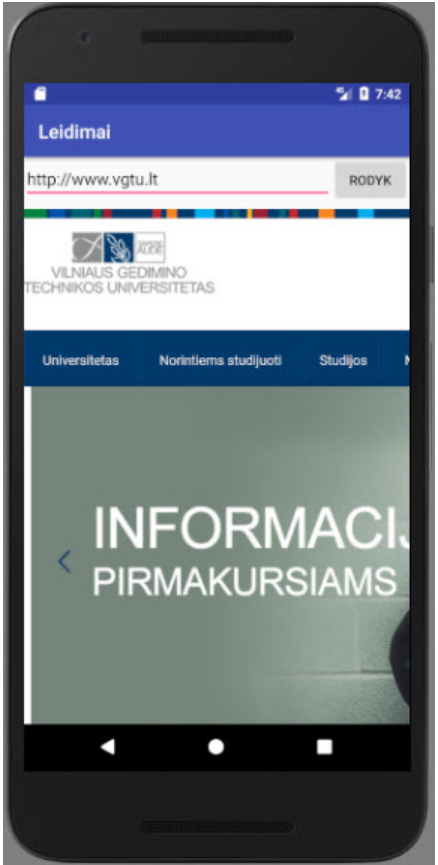 7:42
Leidimai
http://www.vgtu.lt
RODYK
VILNIAUS GEDIMINO
TECHNIKOS UNIVERSITETAS
Universitetas Norintiems studijuoti Studijos
INFORMACIJ
PIRMAKURSIAMS